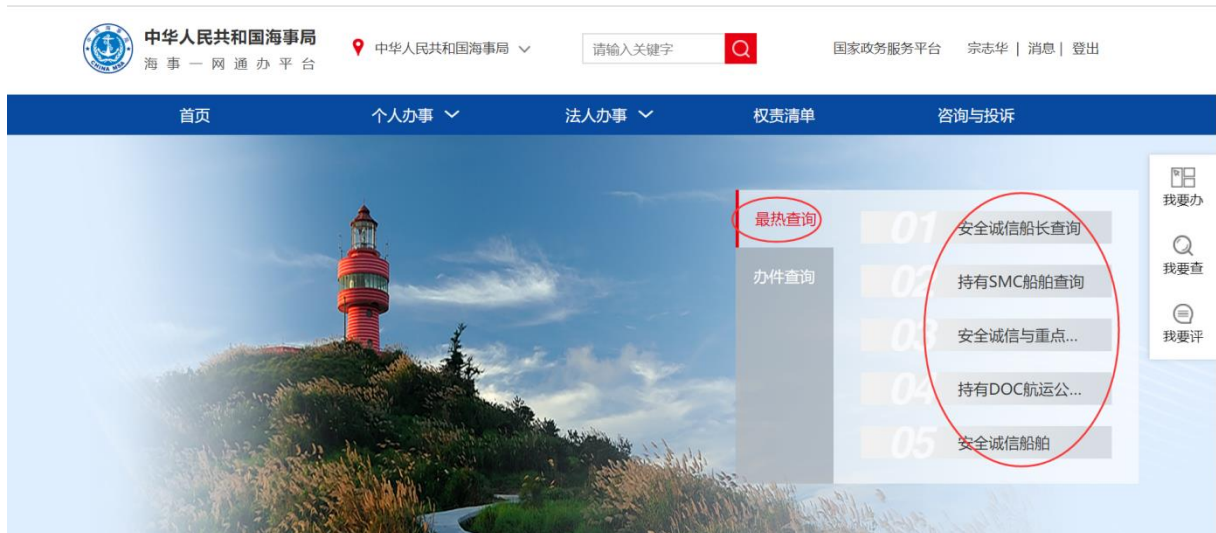 中华人民共和国海事局
海事一网通办平台
中华人民共和国海事局
请输入关键字
国家政务服务平台 宗志华 | 消息 | 登出
CHINA MSA
首页 个人办事 法人办事 权责清单 咨询与投诉
最热查询
办件查询
01 安全诚信船长查询
02 持有SMC船舶查询
03 安全诚信与重点...
04 持有DOC航运公...
05 安全诚信船舶
我要办
我要查
我要评